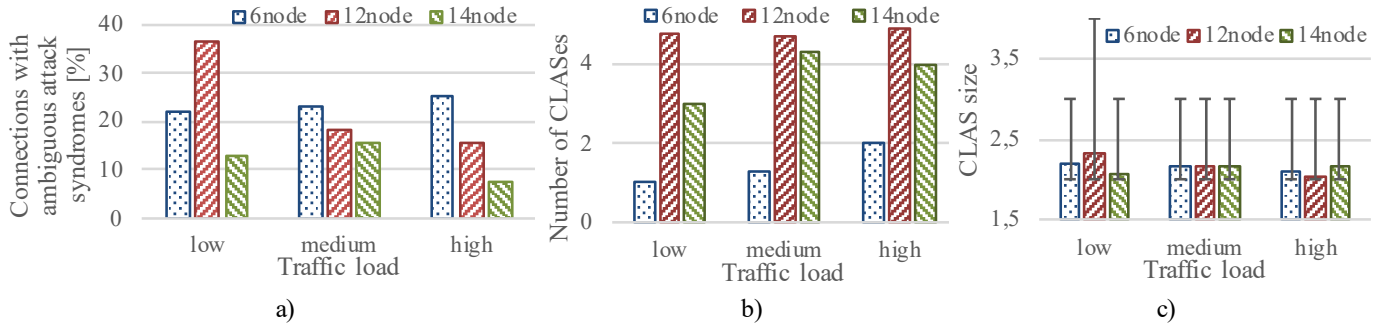 Connections with
ambiguous attack
syndromes [%]
40
30
20
10
0
6node 12node 14node
low medium high
Traffic load
a)
Number of CLASes
4
2
0
6node 12node 14node
low medium high
Traffic load
b)
CLAS size
3,5
2,5
1,5
6node 12node 14node
low medium high
Traffic load
c)